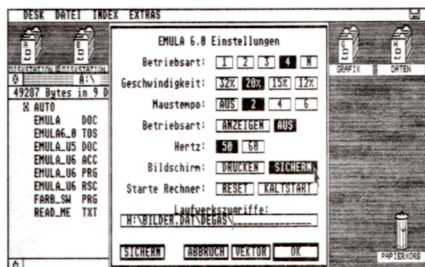 DESK DATEI INDEX EXTRAS
EMULA 6.0 Einstellungen
A B G H
Betriebsart: 1 2 3 4 N
DISKSTATION DISKSTATION GRAFIK DATEN
A:\
Geschwindigkeit: 32% 20% 15% 12%
49287 Bytes in 9 D
Maustempo: AUS 2 4 6
AUTO
EMULA DOC
Betriebsart: ANZEIGEN AUS
EMULA6_0 TOS
EMULA_U5 DOC
Hertz: 50 60
EMULA_U6 ACC
EMULA_U6 PRG
Bildschirm: DRUCKEN SICHERN
EMULA_U6 RSC
FARB_SW PRG
Starte Rechner: RESET KALTSTART
READ_ME TXT
Laufwerkszugriffe:
H:\BILDER.DAT\DEGAS\
SICHERN ABBRUCH VEKTOR OK
PAPIERKORB